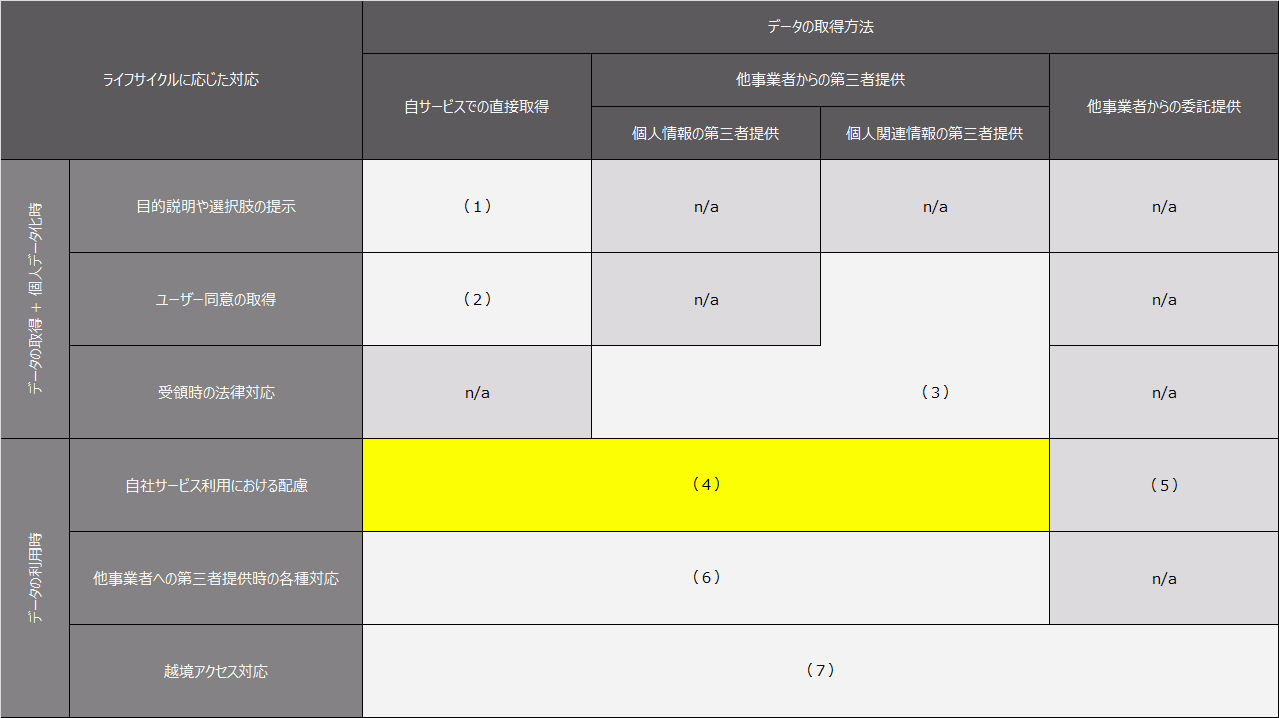 データの取得方法
ライフサイクルに応じた対応
自サービスでの直接取得
他事業者からの第三者提供
他事業者からの委託提供
個人情報の第三者提供
個人関連情報の第三者提供
データの取得 + 個人データ化時
目的説明や選択肢の提示
（1）
n/a
n/a
n/a
ユーザー同意の取得
（2）
n/a
n/a
受領時の法律対応
n/a
（3）
n/a
データの利用時
自社サービス利用における配慮
（4）
（5）
他事業者への第三者提供時の各種対応
（6）
n/a
越境アクセス対応
（7）